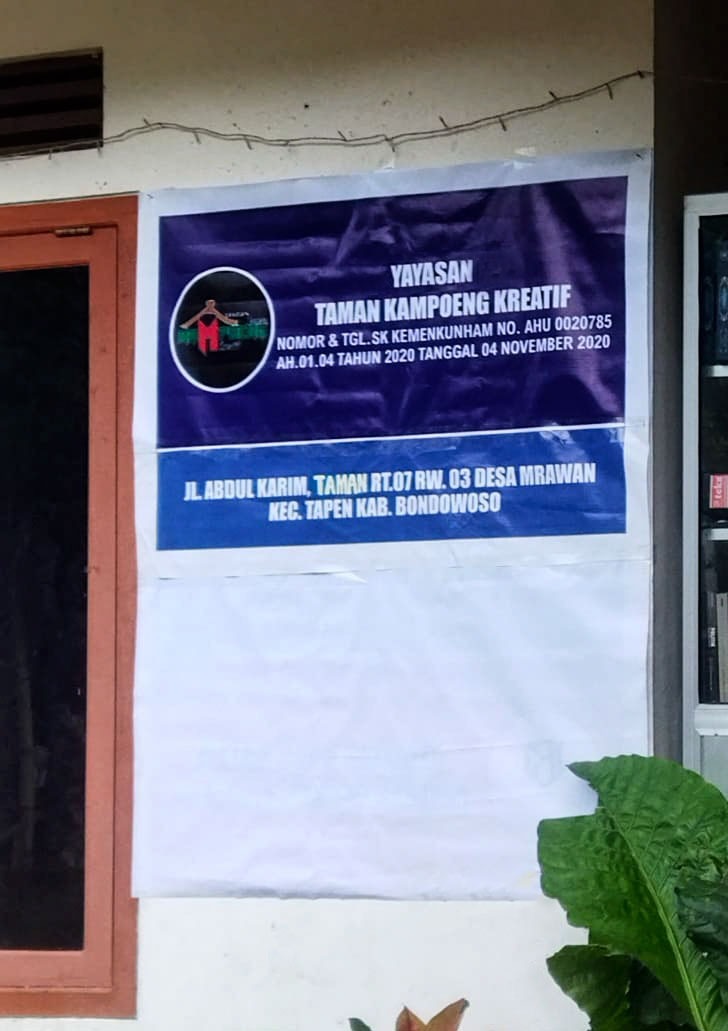 YAYASAN
TAMAN KAMPOENG KREATIF
NOMOR & TGL.SK KEMENKUNHAM NO. AHU 0020785
AH.01.04 TAHUN 2020 TANGGAL 04 NOVEMBER 2020
JL. ABDUL KARIM, TAMAN RT.07 RW. 03 DESA MRAWAN
KEC. TAPEN KAB. BONDOWOSO